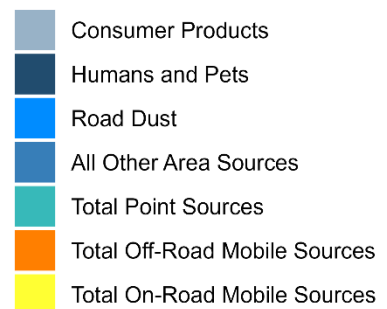 Consumer Products
Humans and Pets
Road Dust
All Other Area Sources
Total Point Sources
Total Off-Road Mobile Sources
Total On-Road Mobile Sources